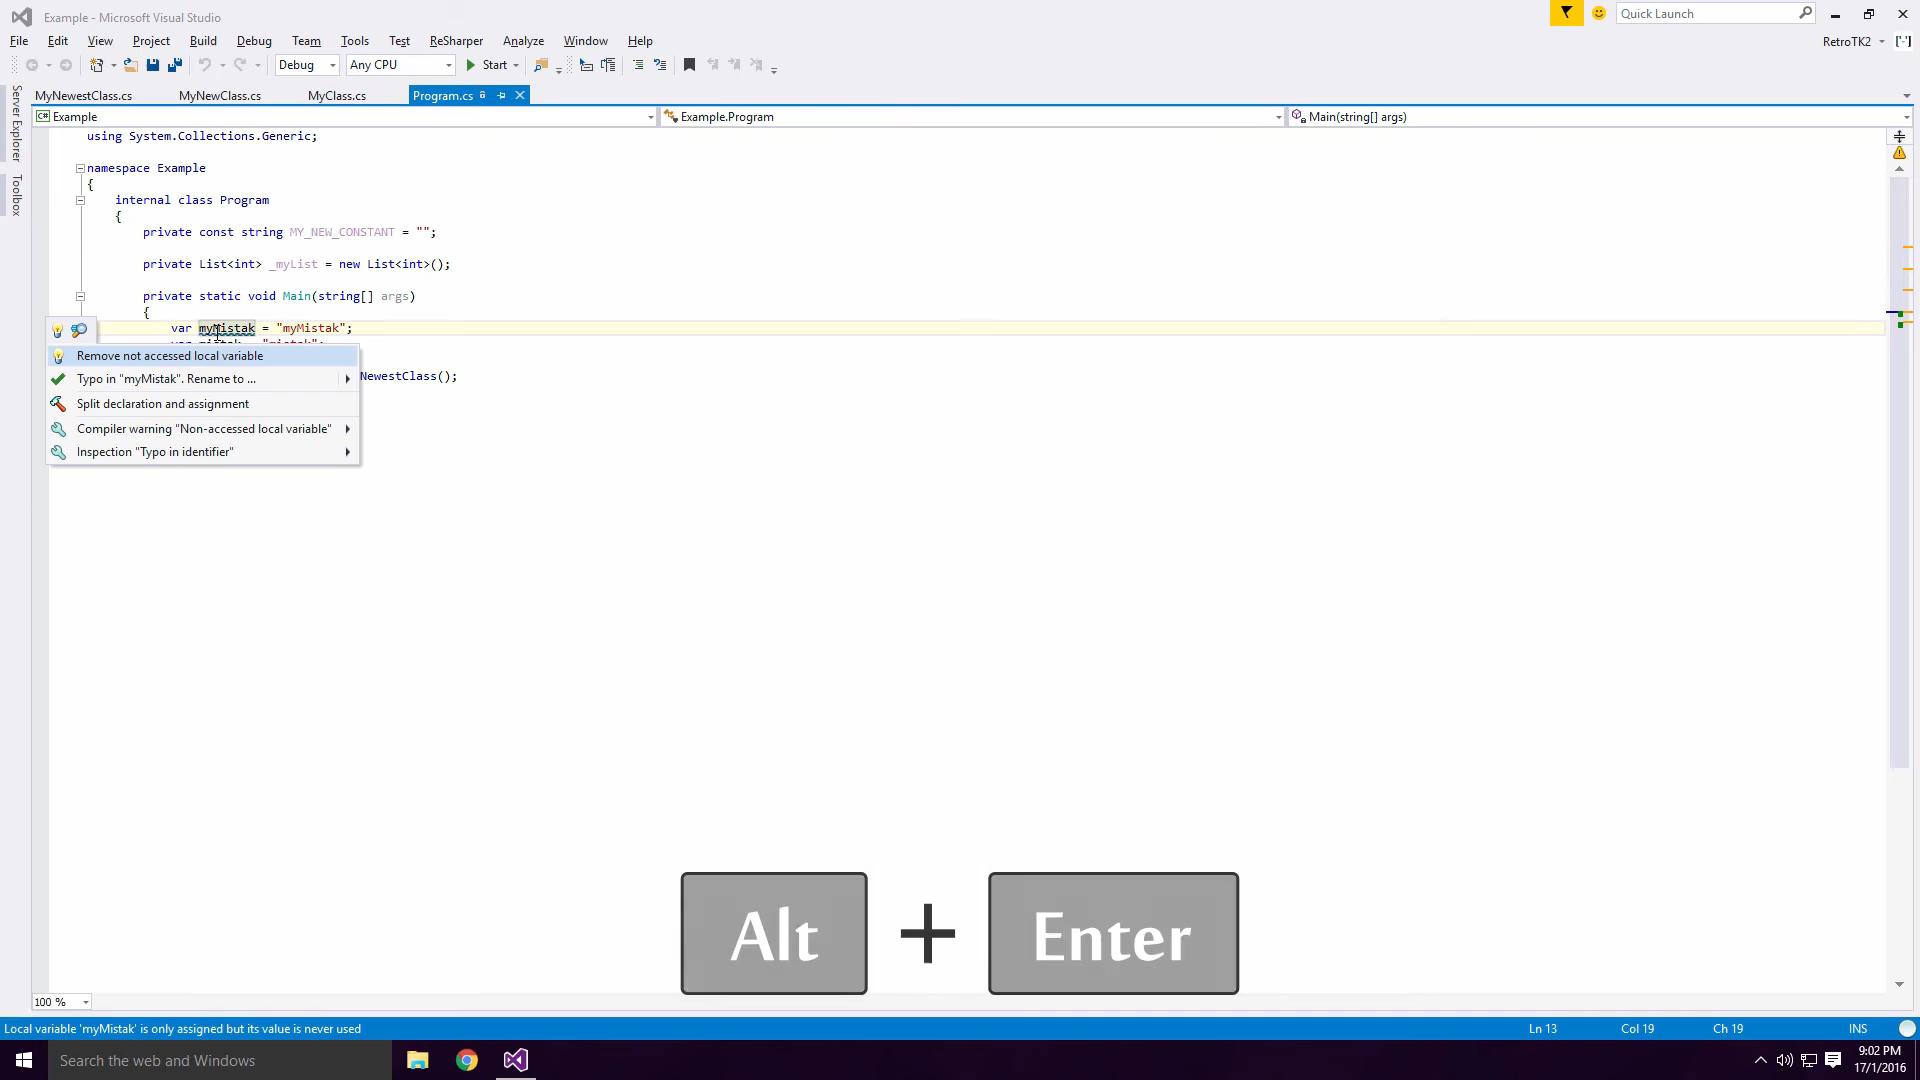 Example - Microsoft Visual Studio
Quick Launch
File Edit View Project Build Debug Team Tools Test ReSharper Analyze Window Help
RetroTK2
Debug Any CPU Start
Server Explorer
Toolbox
MyNewestClass.cs MyNewClass.cs MyClass.cs Program.cs
C# Example Example.Program Main(string[] args)
using System.Collections.Generic;
namespace Example
{
internal class Program
{
private const string MY_NEW_CONSTANT = "";
private List<int> _myList = new List<int>();
private static void Main(string[] args)
{
var myMistak = "myMistak";
var mistak = "mistak";
NewestClass();
Remove not accessed local variable
Typo in "myMistak". Rename to ...
Split declaration and assignment
Compiler warning "Non-accessed local variable"
Inspection "Typo in identifier"
Alt + Enter
100 %
Local variable 'myMistak' is only assigned but its value is never used
Ln 13 Col 19 Ch 19 INS
Search the web and Windows
9:02 PM
17/1/2016